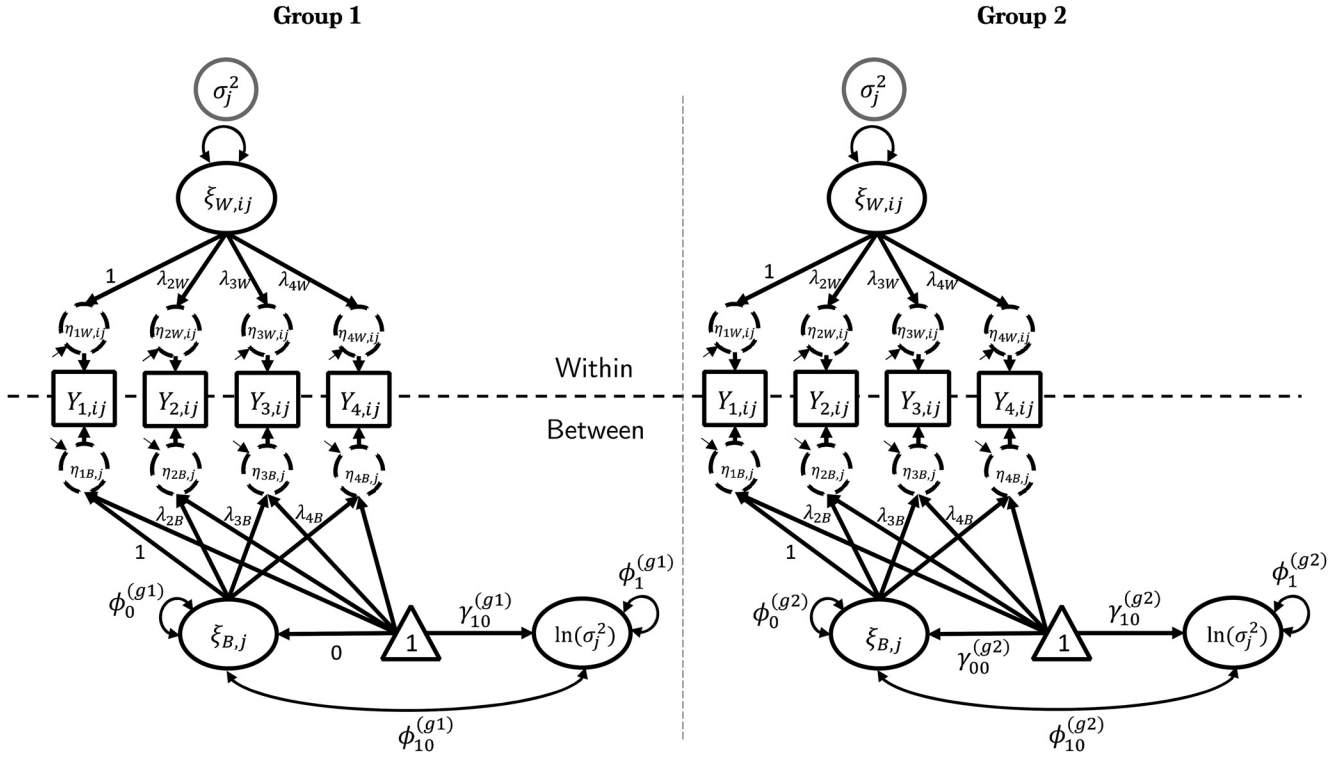 Group 1
Group 2
σ_j^2
σ_j^2
ξ_{W,ij}
ξ_{W,ij}
1 λ_{2W} λ_{3W} λ_{4W}
1 λ_{2W} λ_{3W} λ_{4W}
η_{1W,ij} η_{2W,ij} η_{3W,ij} η_{4W,ij}
η_{1W,ij} η_{2W,ij} η_{3W,ij} η_{4W,ij}
Within
Y_{1,ij} Y_{2,ij} Y_{3,ij} Y_{4,ij}
Y_{1,ij} Y_{2,ij} Y_{3,ij} Y_{4,ij}
Between
η_{1B,j} η_{2B,j} η_{3B,j} η_{4B,j}
η_{1B,j} η_{2B,j} η_{3B,j} η_{4B,j}
1 λ_{2B} λ_{3B} λ_{4B}
1 λ_{2B} λ_{3B} λ_{4B}
ϕ_0^{(g1)} γ_{10}^{(g1)} ϕ_1^{(g1)}
ϕ_0^{(g2)} γ_{10}^{(g2)} ϕ_1^{(g2)}
ξ_{B,j} 0 1 ln(σ_j^2)
ξ_{B,j} γ_{00}^{(g2)} 1 ln(σ_j^2)
ϕ_{10}^{(g1)}
ϕ_{10}^{(g2)}